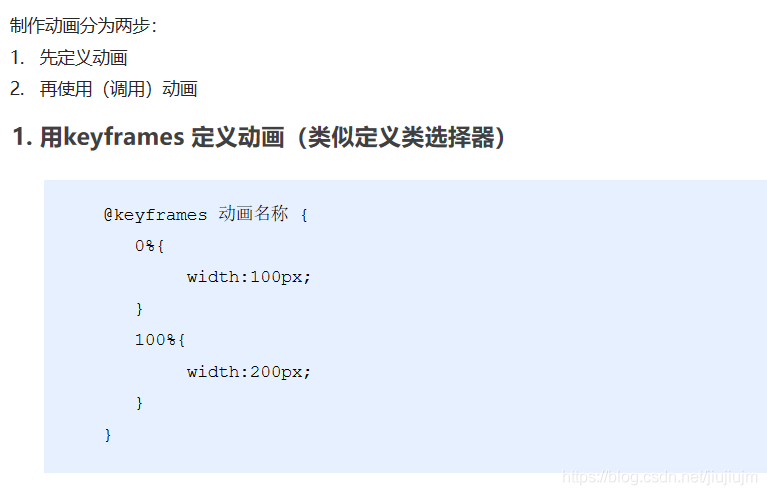 制作动画分为两步：
1. 先定义动画
2. 再使用（调用）动画
1. 用keyframes 定义动画（类似定义类选择器）
@keyframes 动画名称 {
0%{
width:100px;
}
100%{
width:200px;
}
}
https://blog.csdn.net/jiujiujm